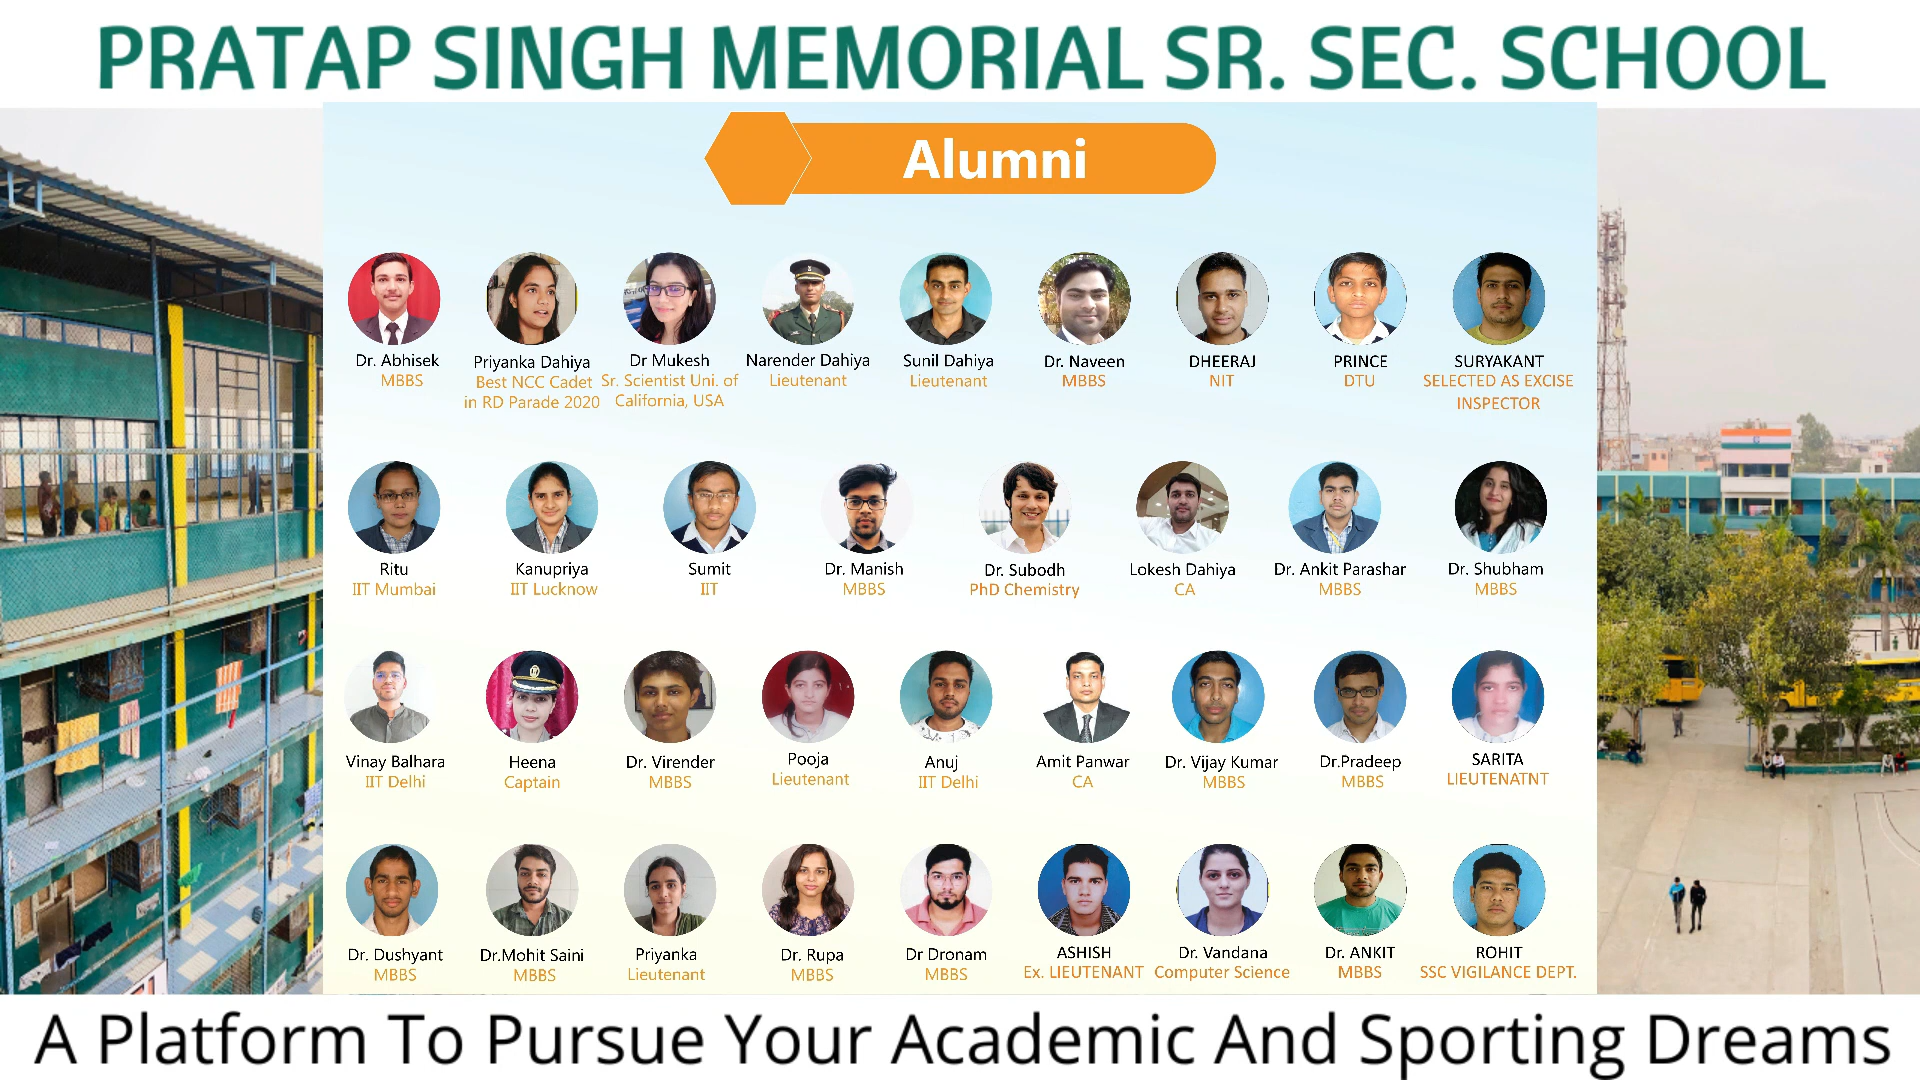 PRATAP SINGH MEMORIAL SR. SEC. SCHOOL
Alumni
Dr. Abhisek
MBBS
Priyanka Dahiya
Best NCC Cadet
in RD Parade 2020
Dr Mukesh
Sr. Scientist Uni. of
California, USA
Narender Dahiya
Lieutenant
Sunil Dahiya
Lieutenant
Dr. Naveen
MBBS
DHEERAJ
NIT
PRINCE
DTU
SURYAKANT
SELECTED AS EXCISE
INSPECTOR
Ritu
IIT Mumbai
Kanupriya
IIT Lucknow
Sumit
IIT
Dr. Manish
MBBS
Dr. Subodh
PhD Chemistry
Lokesh Dahiya
CA
Dr. Ankit Parashar
MBBS
Dr. Shubham
MBBS
Vinay Balhara
IIT Delhi
Heena
Captain
Dr. Virender
MBBS
Pooja
Lieutenant
Anuj
IIT Delhi
Amit Panwar
CA
Dr. Vijay Kumar
MBBS
Dr.Pradeep
MBBS
SARITA
LIEUTENATNT
Dr. Dushyant
MBBS
Dr.Mohit Saini
MBBS
Priyanka
Lieutenant
Dr. Rupa
MBBS
Dr Dronam
MBBS
ASHISH
Ex. LIEUTENANT
Dr. Vandana
Computer Science
Dr. ANKIT
MBBS
ROHIT
SSC VIGILANCE DEPT.
A Platform To Pursue Your Academic And Sporting Dreams